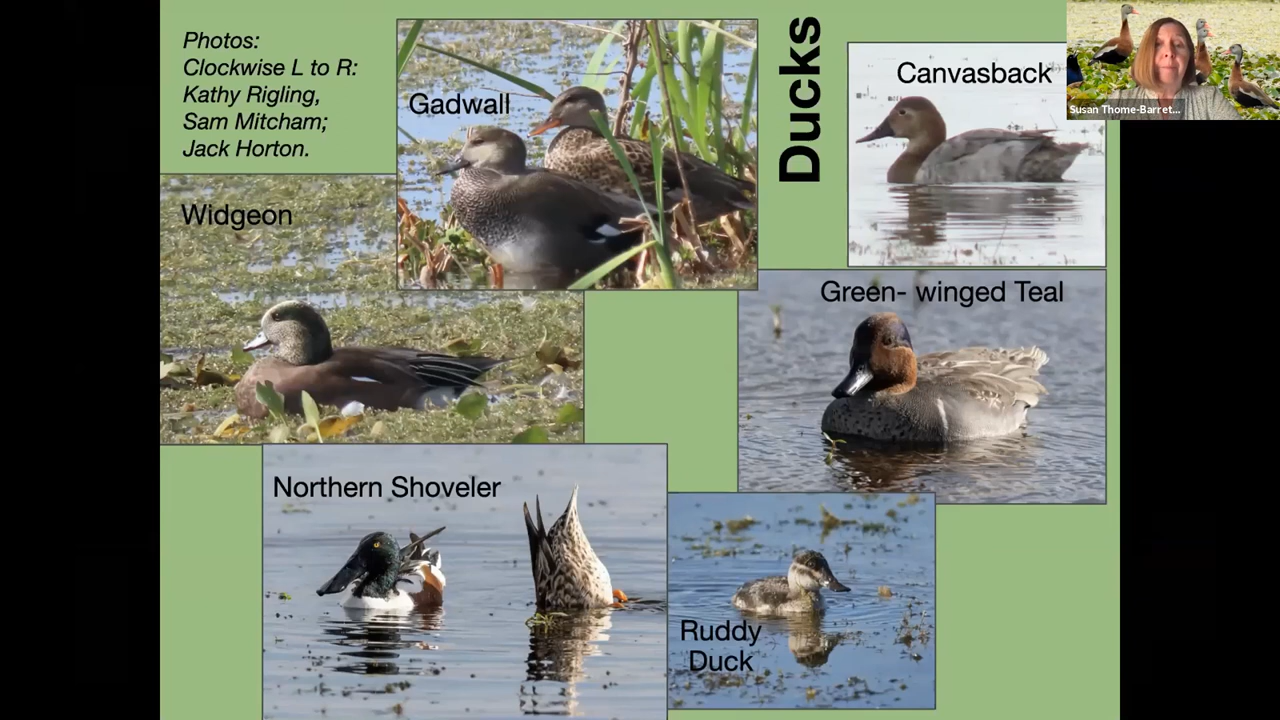 Photos:
Clockwise L to R:
Kathy Rigling,
Sam Mitcham;
Jack Horton.
Gadwall
Ducks
Canvasback
Susan Thome-Barret...
Widgeon
Green- winged Teal
Northern Shoveler
Ruddy
Duck